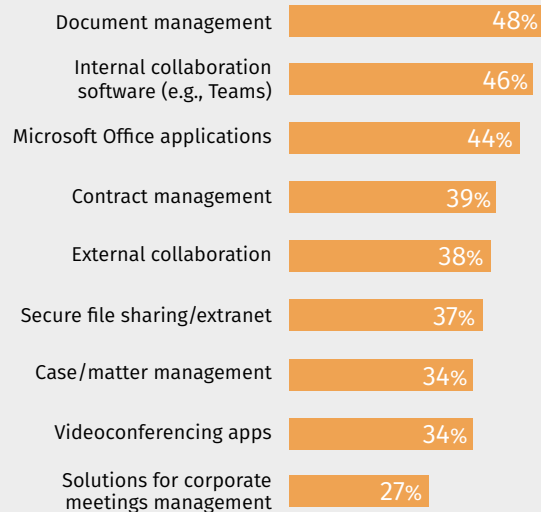 Document management 48%
Internal collaboration
software (e.g., Teams) 46%
Microsoft Office applications 44%
Contract management 39%
External collaboration 38%
Secure file sharing/extranet 37%
Case/matter management 34%
Videoconferencing apps 34%
Solutions for corporate
meetings management 27%